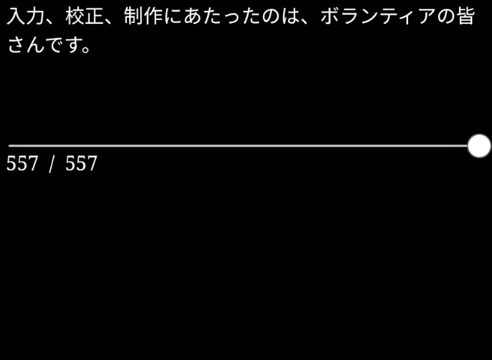 入力、校正、制作にあたったのは、ボランティアの皆
さんです。
557 / 557